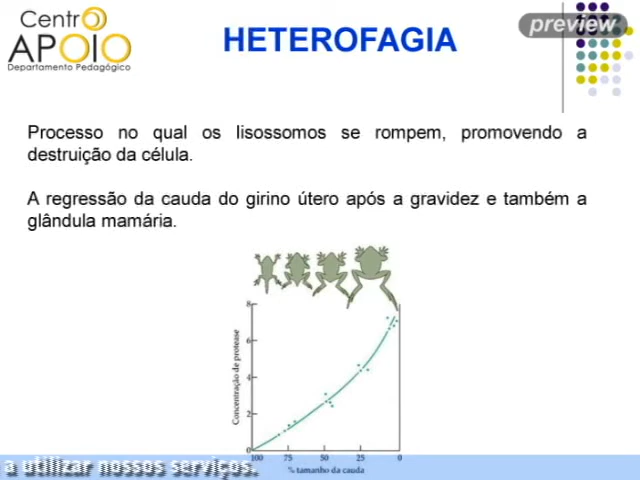 Centro
APOIO
Departamento Pedagógico
HETEROFAGIA
preview
Processo no qual os lisossomos se rompem, promovendo a
destruição da célula.
A regressão da cauda do girino útero após a gravidez e também a
glândula mamária.
Concentração de protease
8
6
4
2
0
100 75 50 25 0
% tamanho da cauda
a utilizar nossos serviços.